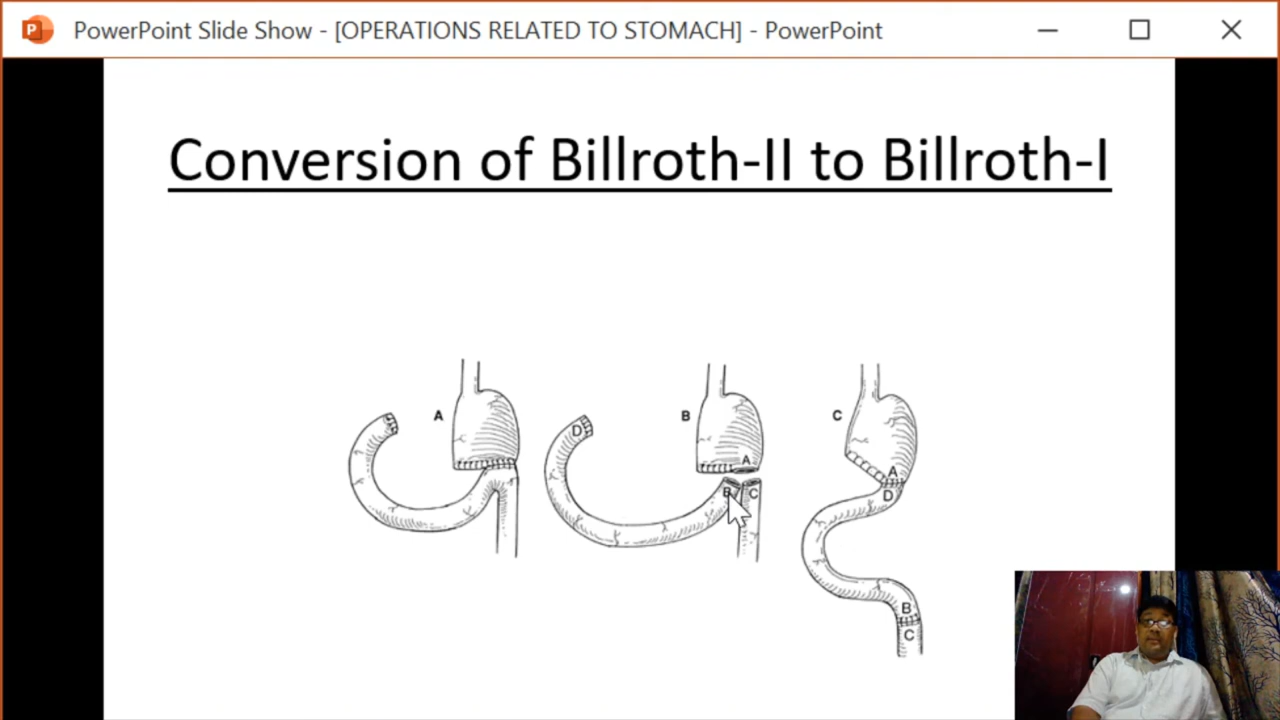 PowerPoint Slide Show - [OPERATIONS RELATED TO STOMACH] - PowerPoint
Conversion of Billroth-II to Billroth-I
A
B
C
D
A
B
C
A
D
B
C